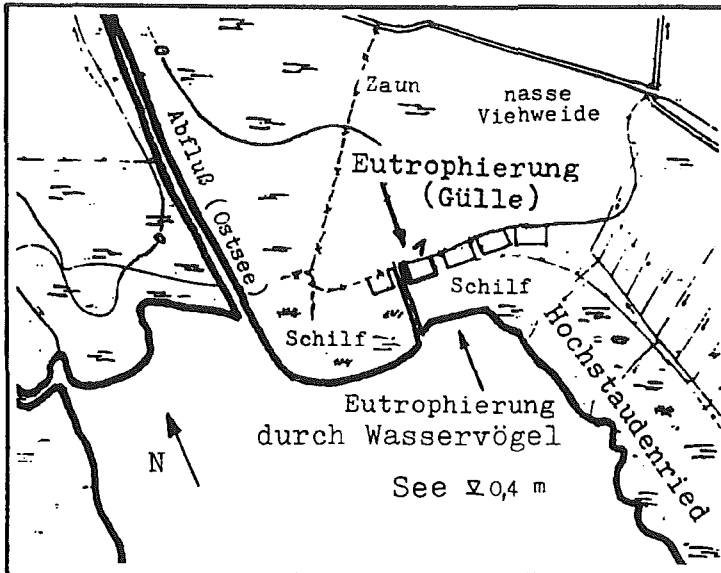 Zaun
nasse
Viehweide
Abfluß (Ostsee)
Eutrophierung
(Gülle)
Schilf
Schilf
Hochstaudenried
Eutrophierung
durch Wasservögel
N
See ⊻ 0,4 m